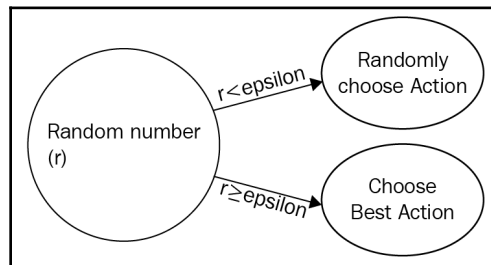 Random number
(r)
r<epsilon
Randomly
choose Action
r≥epsilon
Choose
Best Action